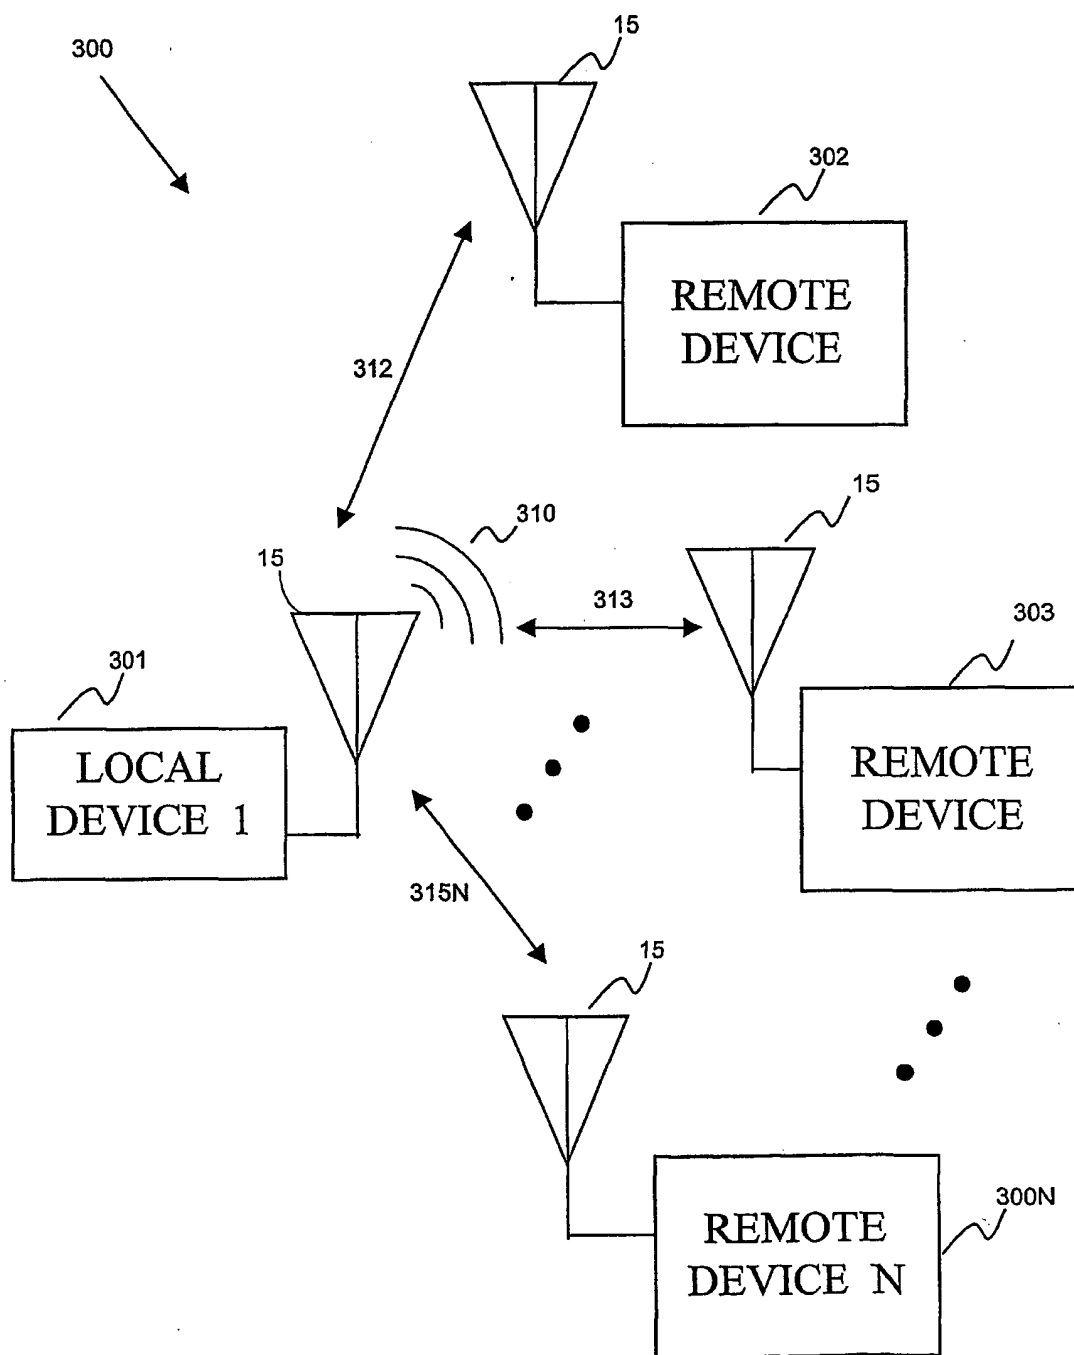 300
15
302
REMOTE
DEVICE
312
310
15
15
313
303
301
LOCAL
DEVICE 1
REMOTE
DEVICE
315N
15
300N
REMOTE
DEVICE N